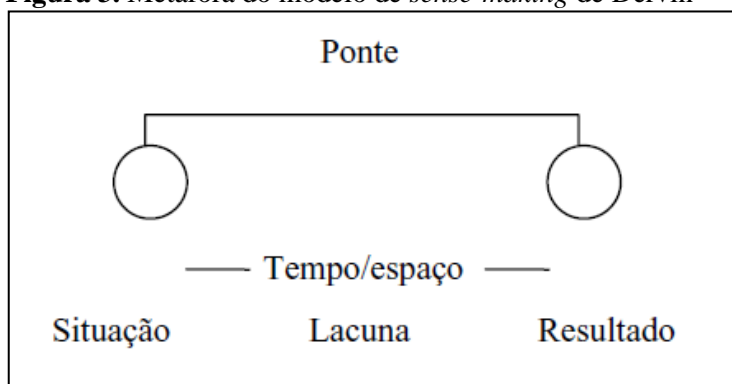 Figura 3. Metáfora do modelo de sense-making de Dervin
Ponte
Tempo/espaço
Situação Lacuna Resultado